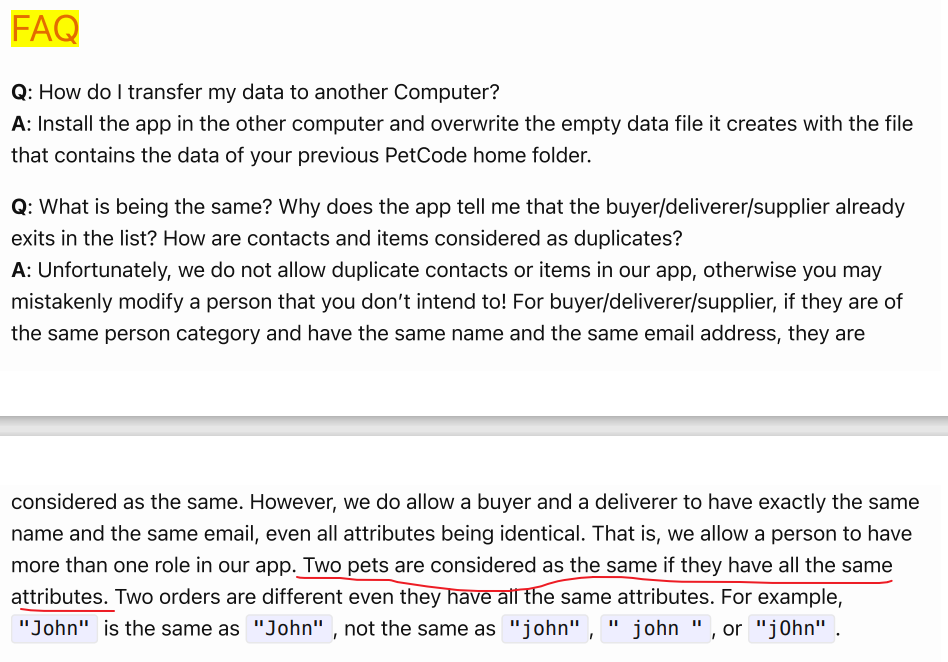 FAQ
Q: How do I transfer my data to another Computer?
A: Install the app in the other computer and overwrite the empty data file it creates with the file
that contains the data of your previous PetCode home folder.
Q: What is being the same? Why does the app tell me that the buyer/deliverer/supplier already
exits in the list? How are contacts and items considered as duplicates?
A: Unfortunately, we do not allow duplicate contacts or items in our app, otherwise you may
mistakenly modify a person that you don’t intend to! For buyer/deliverer/supplier, if they are of
the same person category and have the same name and the same email address, they are
considered as the same. However, we do allow a buyer and a deliverer to have exactly the same
name and the same email, even all attributes being identical. That is, we allow a person to have
more than one role in our app. Two pets are considered as the same if they have all the same
attributes. Two orders are different even they have all the same attributes. For example,
"John" is the same as "John" , not the same as "john" , " john " , or "jOhn" .